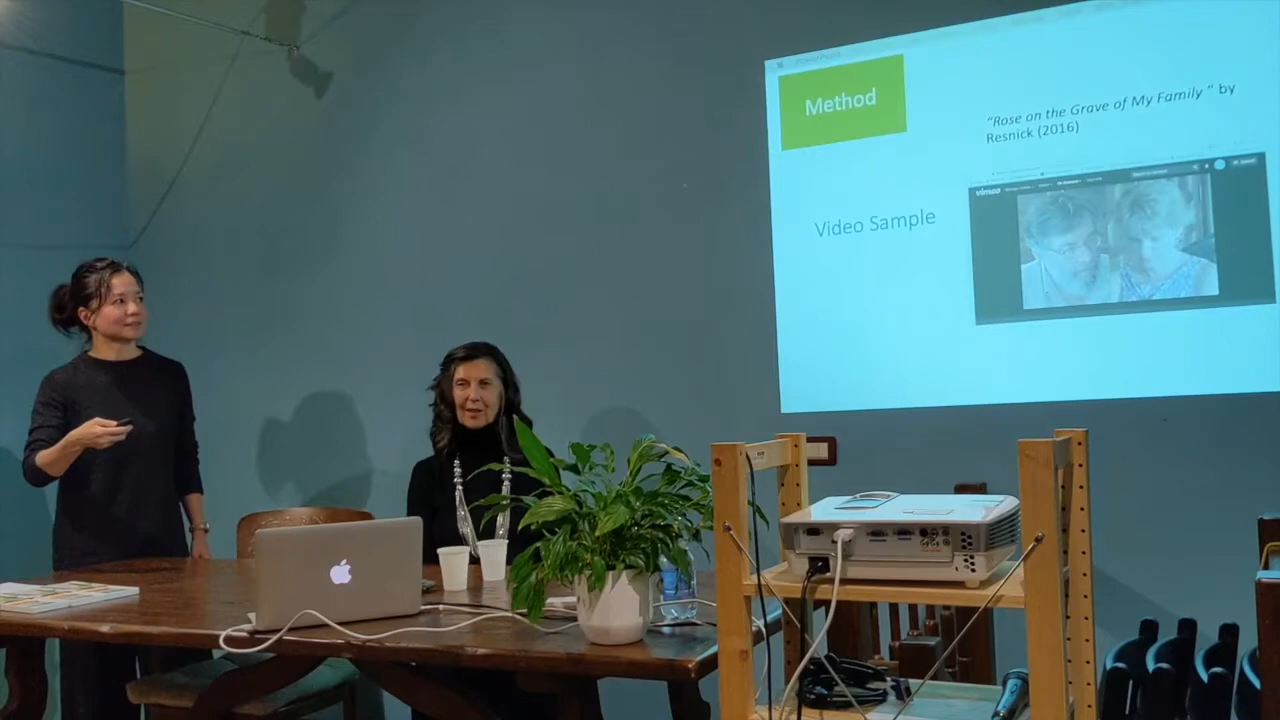 Method
“Rose on the Grave of My Family ” by
Resnick (2016)
vimeo
Video Sample